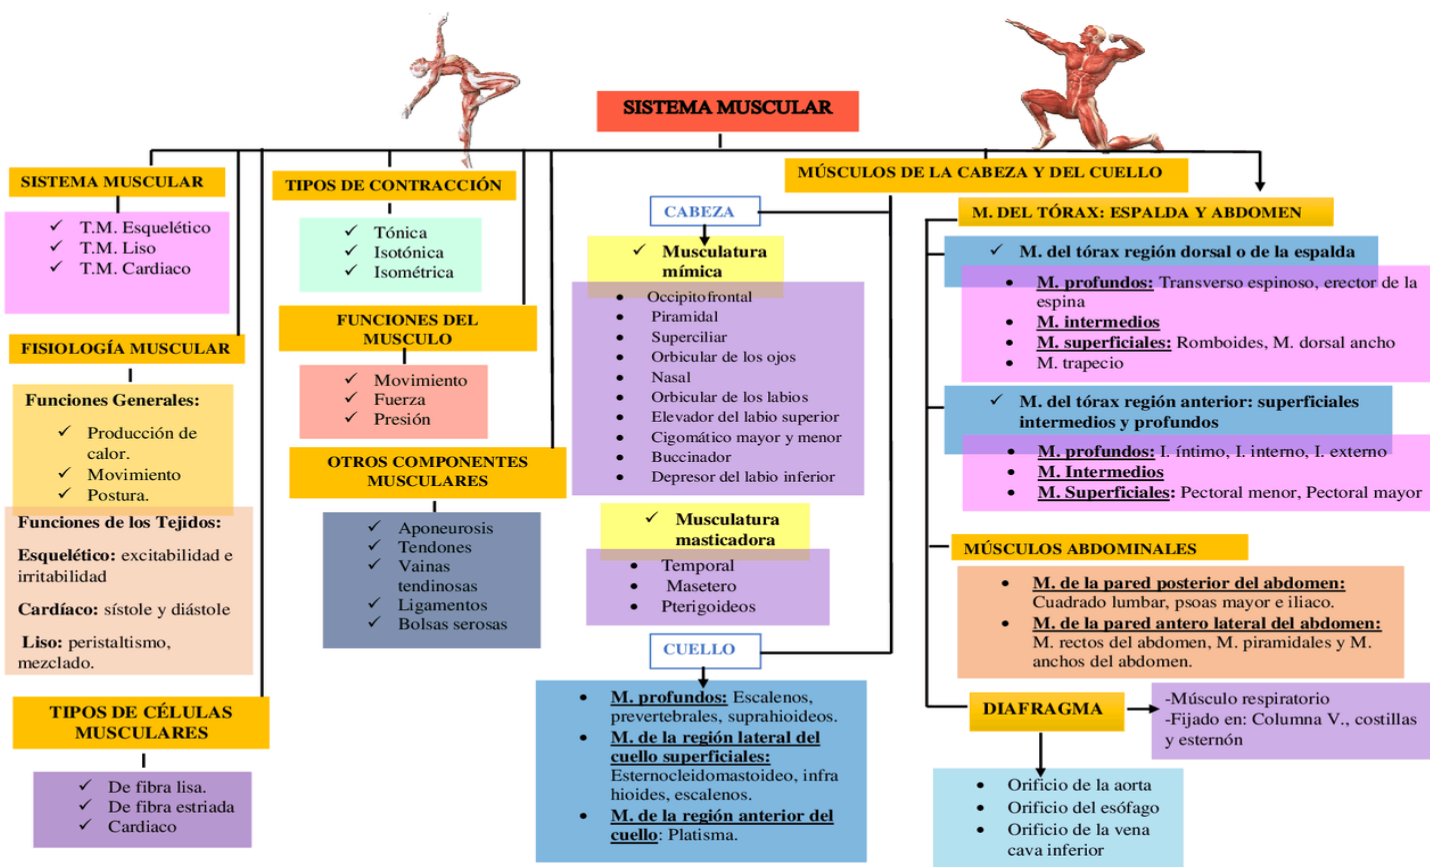 SISTEMA MUSCULAR
SISTEMA MUSCULAR
✓ T.M. Esquelético
✓ T.M. Liso
✓ T.M. Cardiaco
FISIOLOGÍA MUSCULAR
Funciones Generales:
✓ Producción de
calor.
✓ Movimiento
✓ Postura.
Funciones de los Tejidos:
Esquelético: excitabilidad e
irritabilidad
Cardíaco: sístole y diástole
Liso: peristaltismo,
mezclado.
TIPOS DE CÉLULAS
MUSCULARES
✓ De fibra lisa.
✓ De fibra estriada
✓ Cardiaco
TIPOS DE CONTRACCIÓN
✓ Tónica
✓ Isotónica
✓ Isométrica
FUNCIONES DEL
MUSCULO
✓ Movimiento
✓ Fuerza
✓ Presión
OTROS COMPONENTES
MUSCULARES
✓ Aponeurosis
✓ Tendones
✓ Vainas
tendinosas
✓ Ligamentos
✓ Bolsas serosas
MÚSCULOS DE LA CABEZA Y DEL CUELLO
CABEZA
✓ Musculatura
mímica
• Occipitofrontal
• Piramidal
• Superciliar
• Orbicular de los ojos
• Nasal
• Orbicular de los labios
• Elevador del labio superior
• Cigomático mayor y menor
• Buccinador
• Depresor del labio inferior
✓ Musculatura
masticadora
• Temporal
• Masetero
• Pterigoideos
CUELLO
• M. profundos: Escalenos,
prevertebrales, suprahioideos.
• M. de la región lateral del
cuello superficiales:
Esternocleidomastoideo, infra
hioides, escalenos.
• M. de la región anterior del
cuello: Platisma.
M. DEL TÓRAX: ESPALDA Y ABDOMEN
✓ M. del tórax región dorsal o de la espalda
• M. profundos: Transverso espinoso, erector de la
espina
• M. intermedios
• M. superficiales: Romboides, M. dorsal ancho
• M. trapecio
✓ M. del tórax región anterior: superficiales
intermedios y profundos
• M. profundos: I. íntimo, I. interno, I. externo
• M. Intermedios
• M. Superficiales: Pectoral menor, Pectoral mayor
MÚSCULOS ABDOMINALES
• M. de la pared posterior del abdomen:
Cuadrado lumbar, psoas mayor e iliaco.
• M. de la pared antero lateral del abdomen:
M. rectos del abdomen, M. piramidales y M.
anchos del abdomen.
DIAFRAGMA
-Músculo respiratorio
-Fijado en: Columna V., costillas
y esternón
• Orificio de la aorta
• Orificio del esófago
• Orificio de la vena
cava inferior